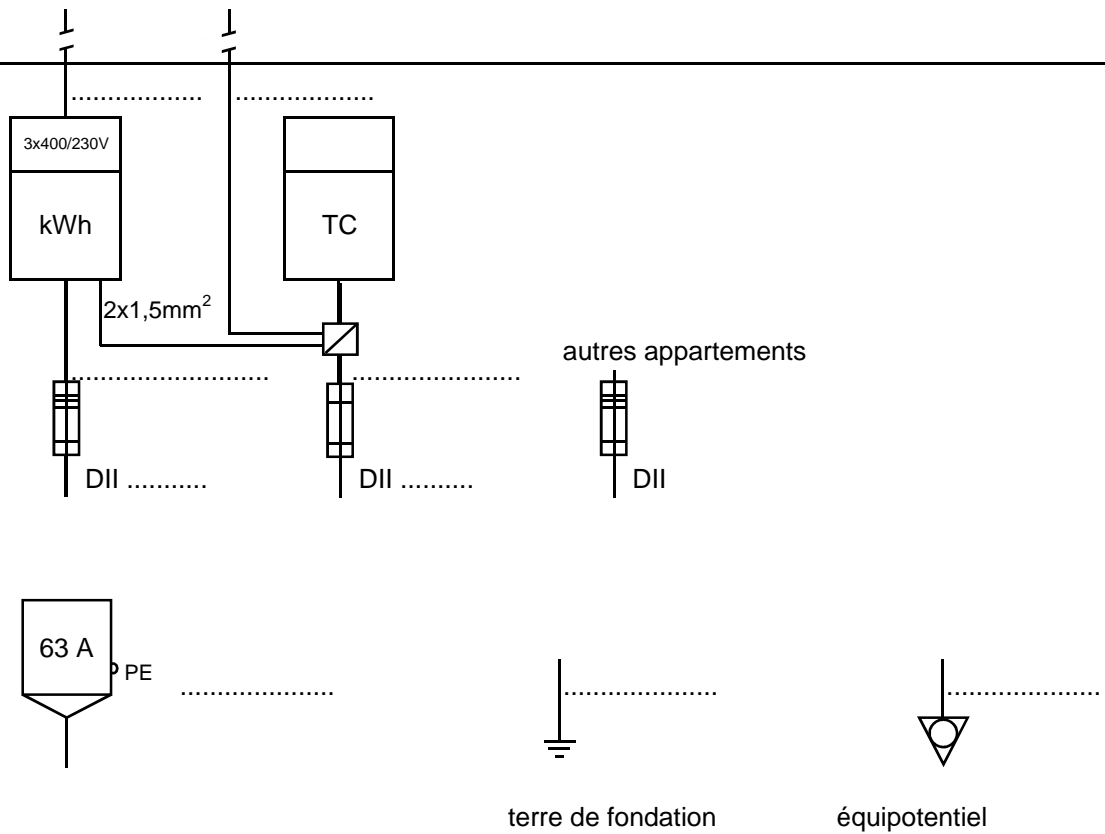 .................. ...................
3x400/230V
kWh TC
2x1,5mm²
autres appartements
........................... .......................
DII ........... DII .......... DII
63 A
PE ..................... ..................... .....................
terre de fondation équipotentiel